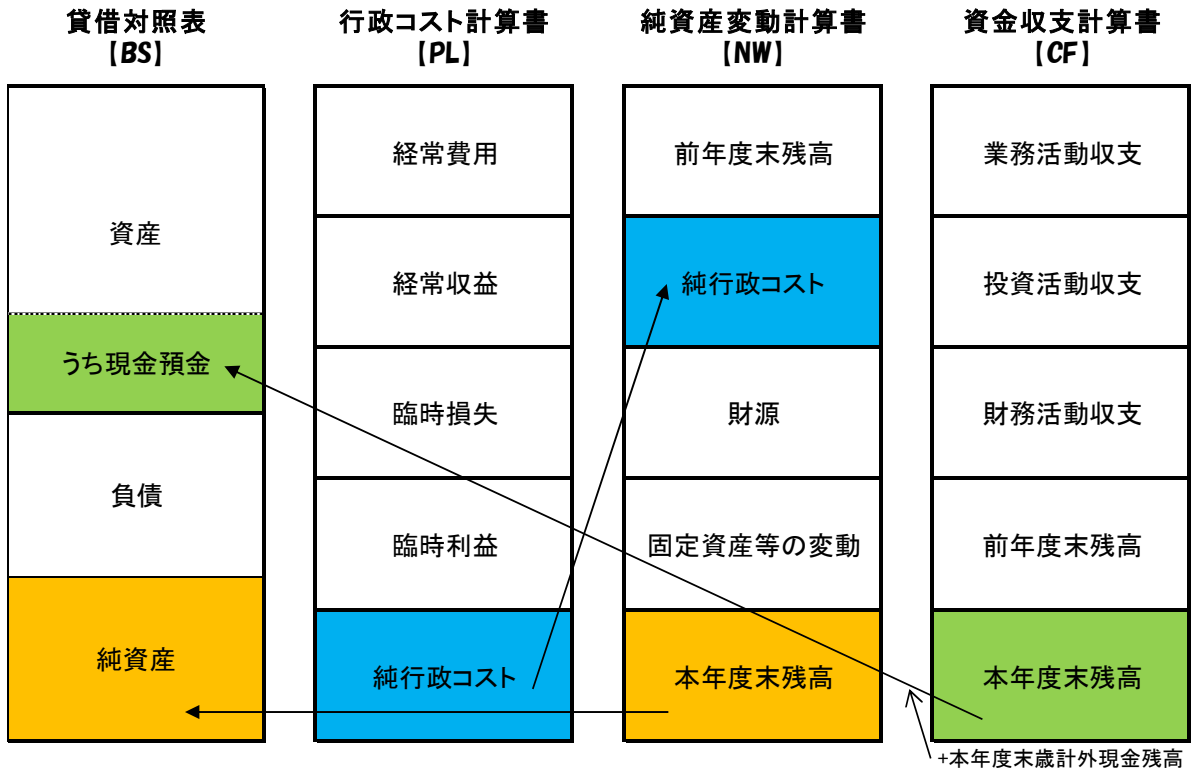 貸借対照表
【BS】
行政コスト計算書
【PL】
純資産変動計算書
【NW】
資金収支計算書
【CF】
資産
うち現金預金
負債
純資産
経常費用
経常収益
臨時損失
臨時利益
純行政コスト
前年度末残高
純行政コスト
財源
固定資産等の変動
本年度末残高
業務活動収支
投資活動収支
財務活動収支
前年度末残高
本年度末残高
+本年度末歳計外現金残高